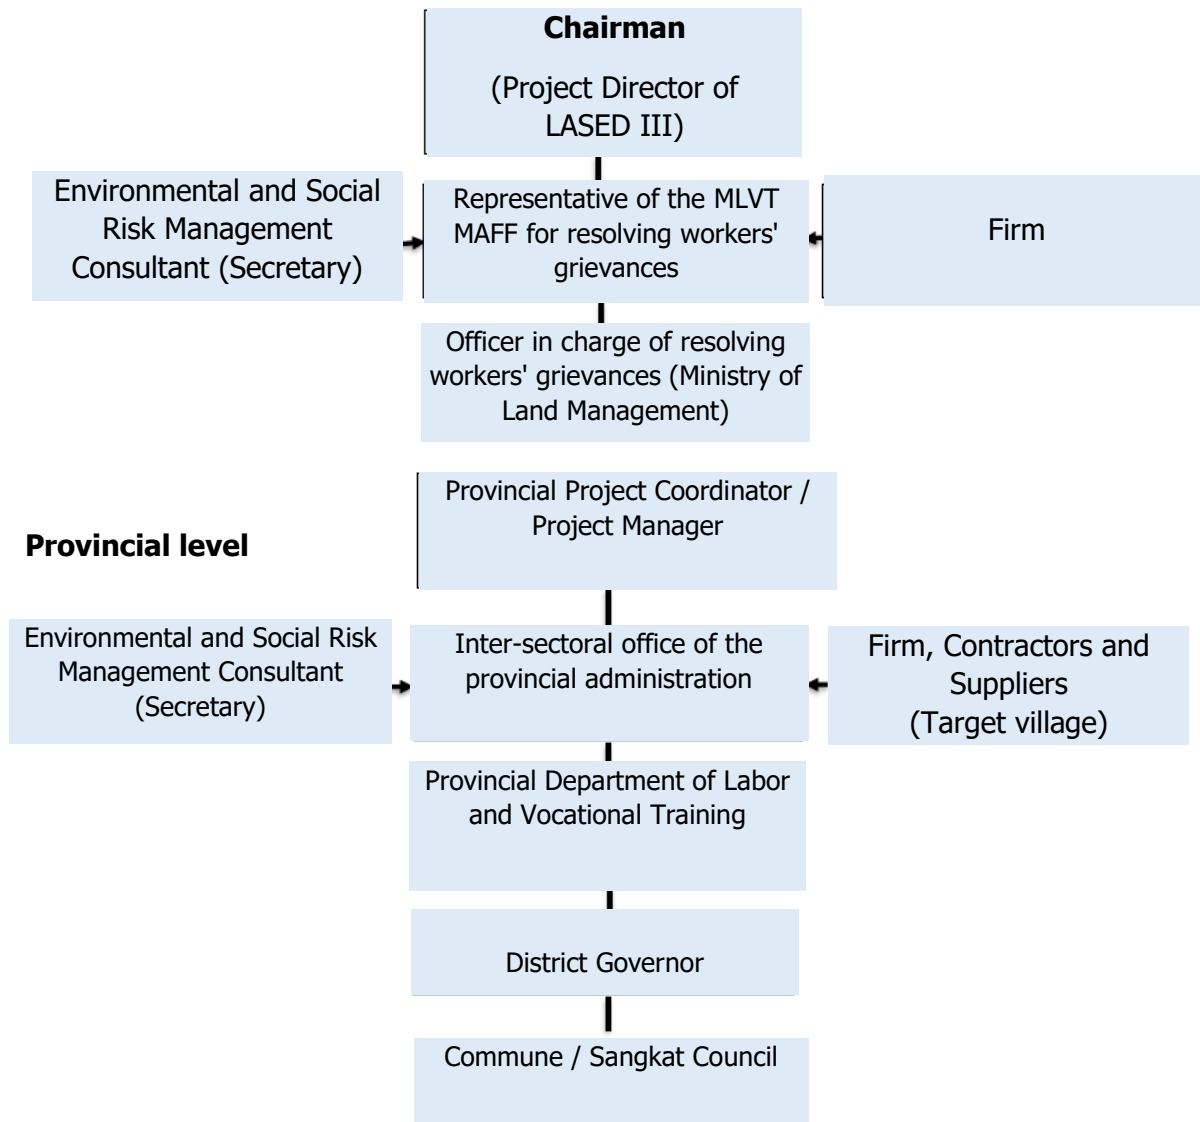 Chairman
(Project Director of
LASED III)
Environmental and Social
Risk Management
Consultant (Secretary)
Representative of the MLVT
MAFF for resolving workers'
grievances
Firm
Officer in charge of resolving
workers' grievances (Ministry of
Land Management)
Provincial Project Coordinator /
Project Manager
Provincial level
Environmental and Social Risk
Management Consultant
(Secretary)
Inter-sectoral office of the
provincial administration
Firm, Contractors and
Suppliers
(Target village)
Provincial Department of Labor
and Vocational Training
District Governor
Commune / Sangkat Council